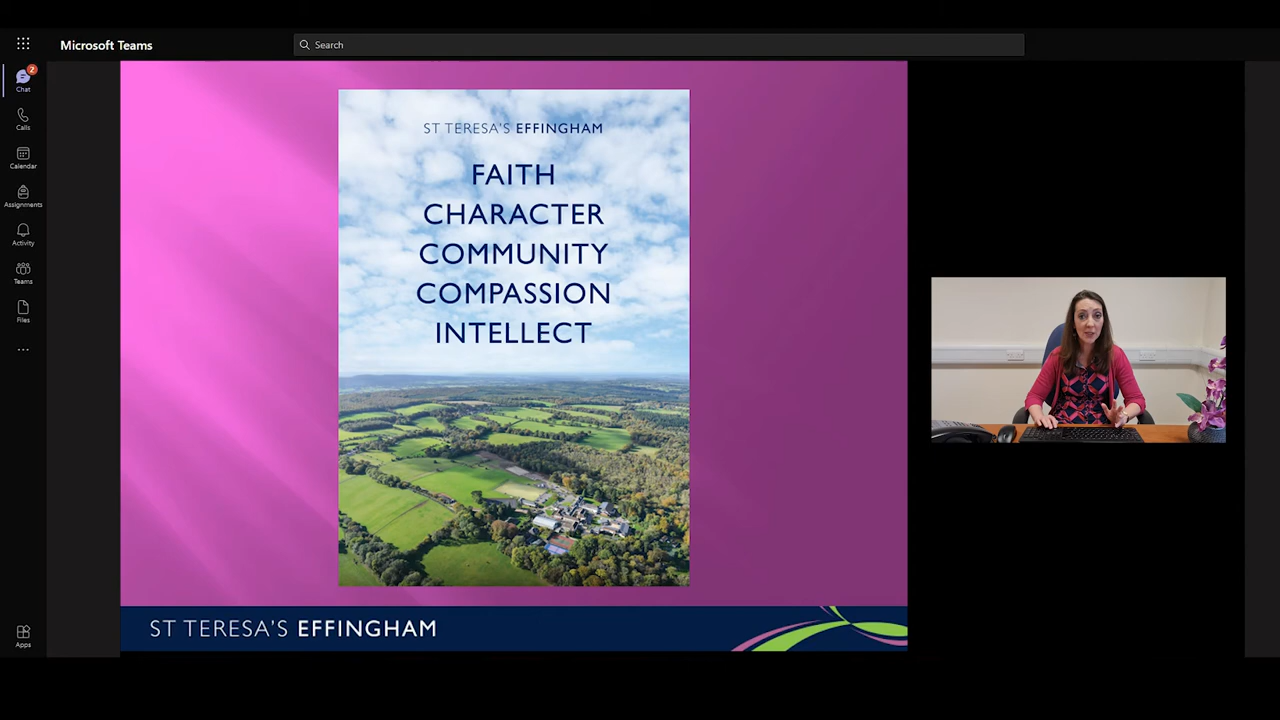 Microsoft Teams
Search
2
Chat
Calls
Calendar
Assignments
Activity
Teams
Files
Apps
ST TERESA'S EFFINGHAM
FAITH
CHARACTER
COMMUNITY
COMPASSION
INTELLECT
ST TERESA'S EFFINGHAM